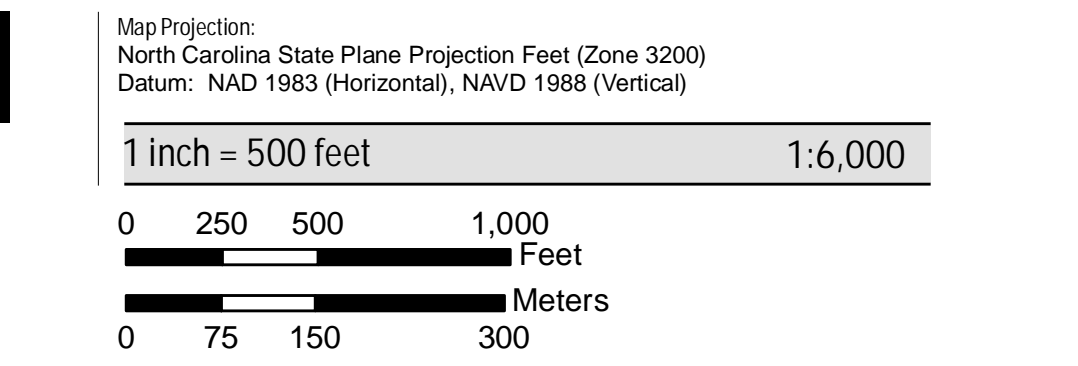 Map Projection:
North Carolina State Plane Projection Feet (Zone 3200)
Datum: NAD 1983 (Horizontal), NAVD 1988 (Vertical)
1 inch = 500 feet 1:6,000
0 250 500 1,000
Feet
Meters
0 75 150 300